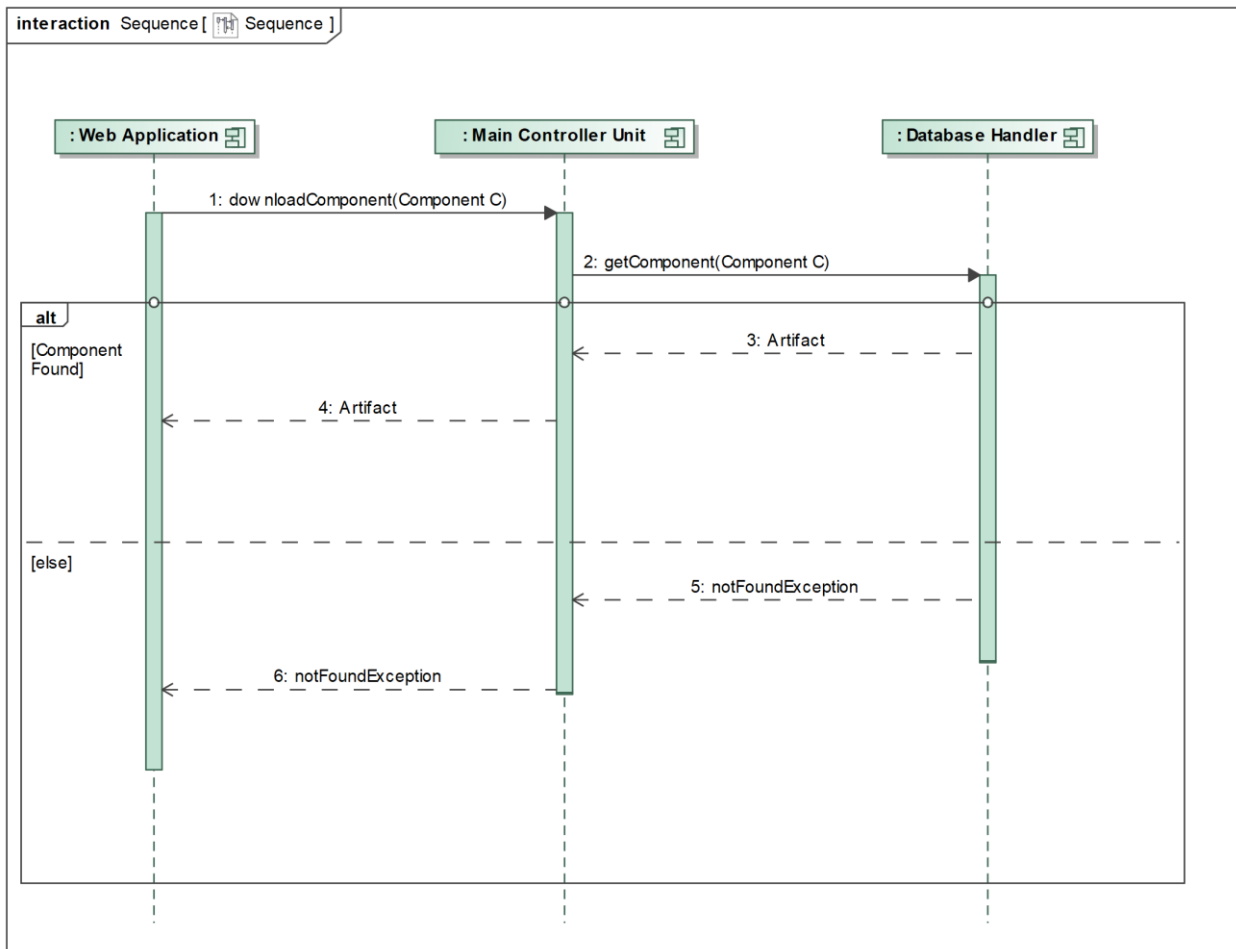 interaction Sequence [ Sequence ]
: Web Application
: Main Controller Unit
: Database Handler
1: dow nloadComponent(Component C)
2: getComponent(Component C)
alt
[Component
Found]
3: Artifact
4: Artifact
[else]
5: notFoundException
6: notFoundException